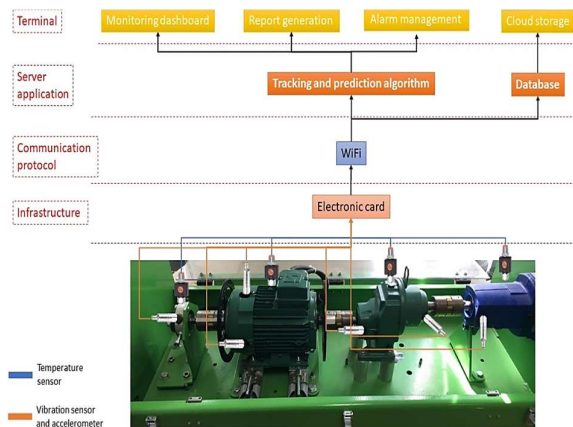 Terminal
Monitoring dashboard
Report generation
Alarm management
Cloud storage
Server
application
Tracking and prediction algorithm
Database
Communication
protocol
WiFi
Infrastructure
Electronic card
Temperature
sensor
Vibration sensor
and accelerometer